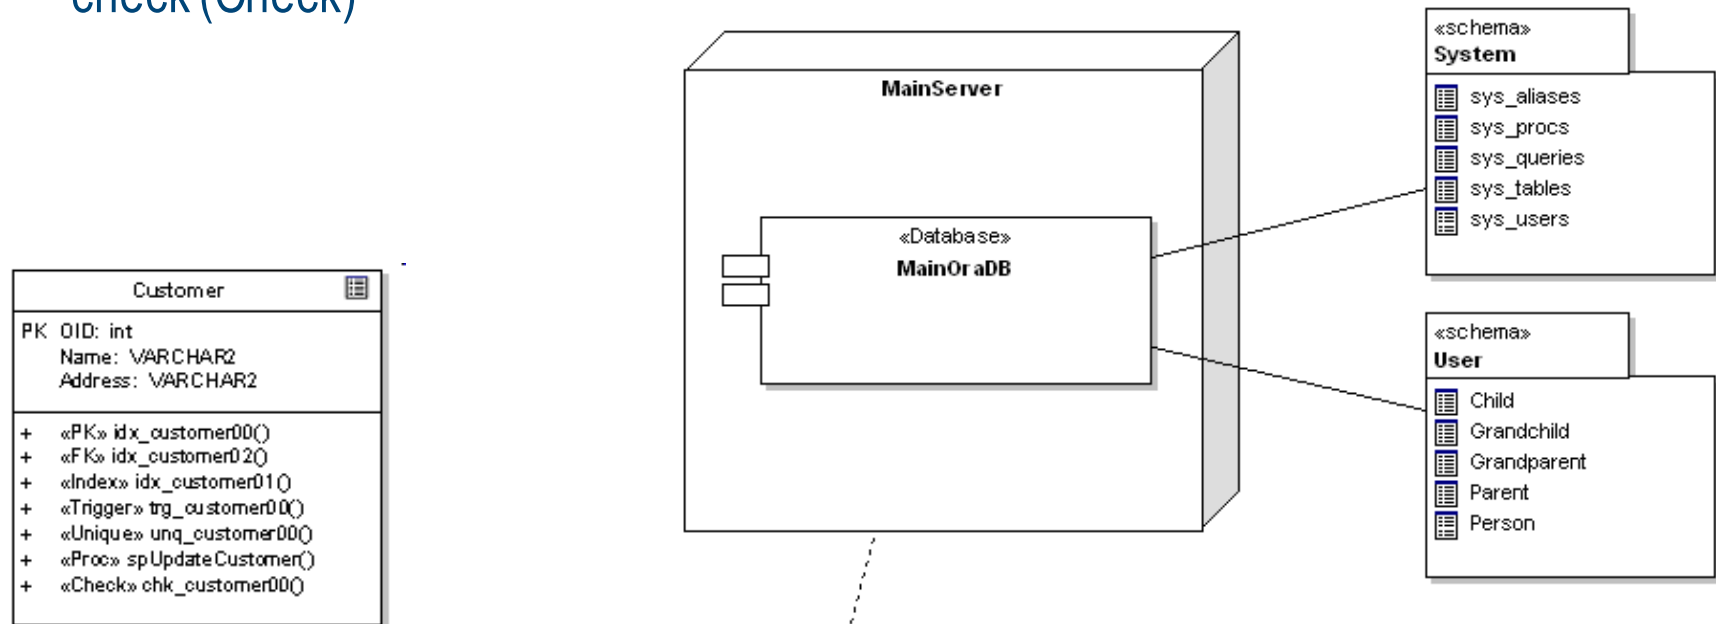 check (Check)
Customer
PK OID: int
Name: VARCHAR2
Address: VARCHAR2
+ «PK» idx_customer00()
+ «FK» idx_customer02()
+ «Index» idx_customer01()
+ «Trigger» trg_customer00()
+ «Unique» unq_customer00()
+ «Proc» spUpdateCustomer()
+ «Check» chk_customer00()
MainServer
«Database»
MainOraDB
«schema»
System
sys_aliases
sys_procs
sys_queries
sys_tables
sys_users
«schema»
User
Child
Grandchild
Grandparent
Parent
Person